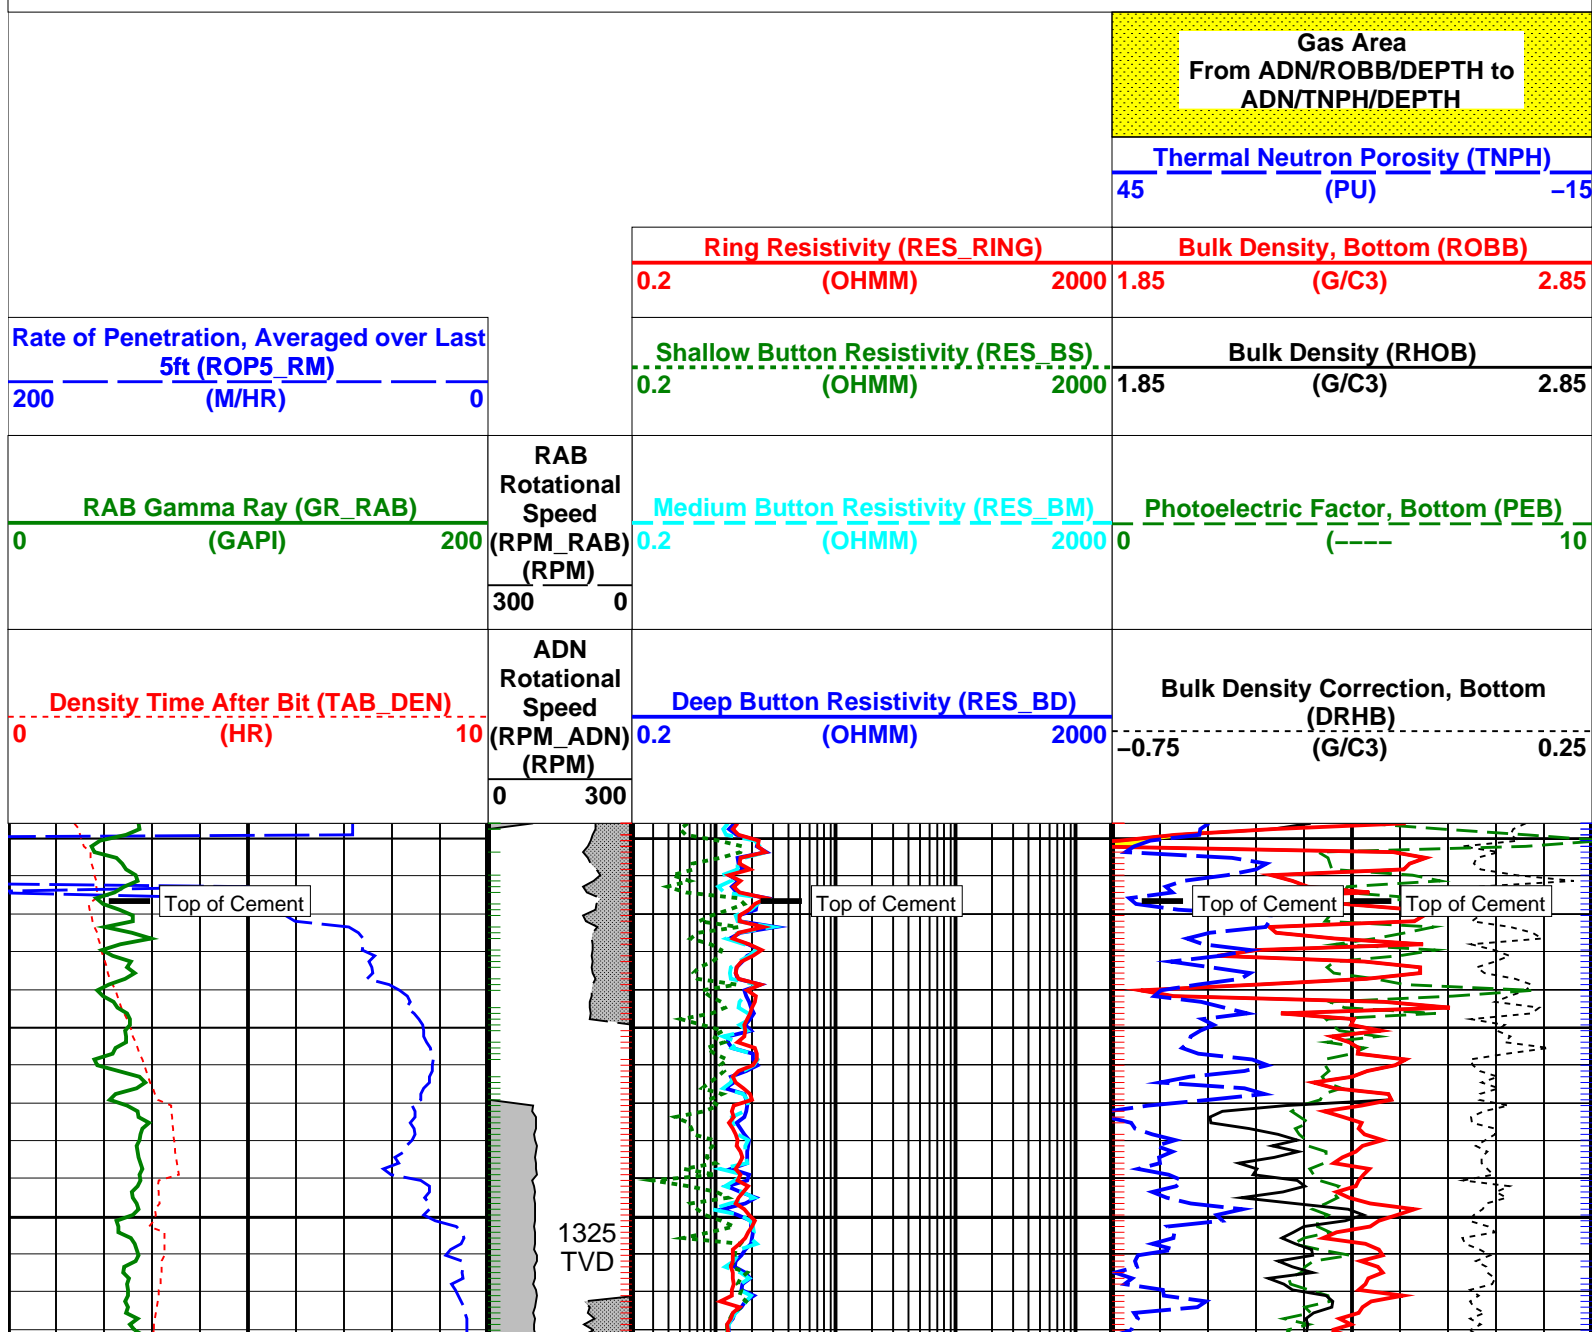 Gas Area
From ADN/ROBB/DEPTH to
ADN/TNPH/DEPTH
Thermal Neutron Porosity (TNPH)
45 (PU) −15
Ring Resistivity (RES_RING)
0.2 (OHMM) 2000
Bulk Density, Bottom (ROBB)
1.85 (G/C3) 2.85
Rate of Penetration, Averaged over Last
5ft (ROP5_RM)
200 (M/HR) 0
Shallow Button Resistivity (RES_BS)
0.2 (OHMM) 2000
Bulk Density (RHOB)
1.85 (G/C3) 2.85
RAB Gamma Ray (GR_RAB)
0 (GAPI) 200
RAB
Rotational
Speed
(RPM_RAB)
(RPM)
300 0
Medium Button Resistivity (RES_BM)
0.2 (OHMM) 2000
Photoelectric Factor, Bottom (PEB)
0 (−−−− 10
Density Time After Bit (TAB_DEN)
0 (HR) 10
ADN
Rotational
Speed
(RPM_ADN)
(RPM)
0 300
Deep Button Resistivity (RES_BD)
0.2 (OHMM) 2000
Bulk Density Correction, Bottom
(DRHB)
−0.75 (G/C3) 0.25
Top of Cement
Top of Cement
Top of Cement
Top of Cement
1325
TVD